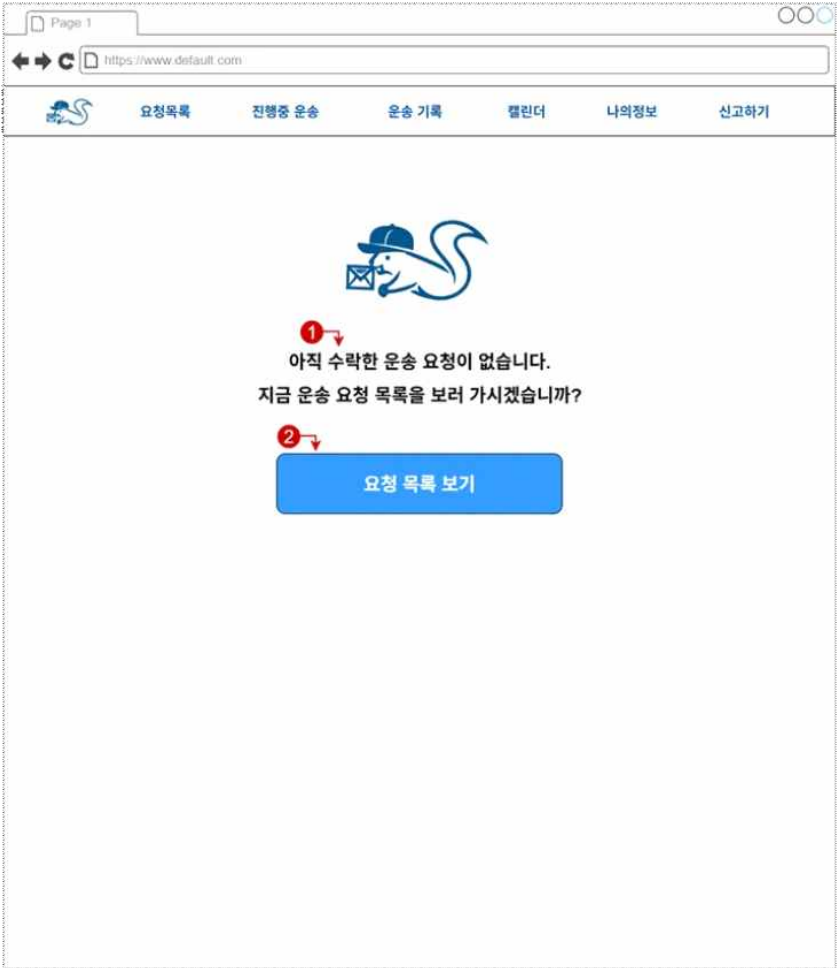 Page 1
https://www.default.com
요청목록 진행중 운송 운송 기록 캘린더 나의정보 신고하기
1
아직 수락한 운송 요청이 없습니다.
지금 운송 요청 목록을 보러 가시겠습니까?
2
요청 목록 보기